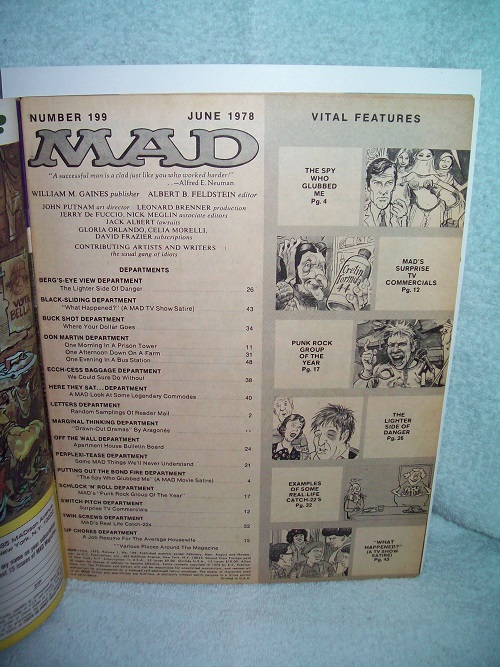 NUMBER 199 JUNE 1978
MAD
"A successful man is a clod just like you who worked harder!"
—Alfred E. Neuman
WILLIAM M. GAINES publisher ALBERT B. FELDSTEIN editor
JOHN PUTNAM art director LEONARD BRENNER production
JERRY De FUCCIO, NICK MEGLIN associate editors
JACK ALBERT lawsuits
GLORIA ORLANDO, CELIA MORELLI,
DAVID FRAZIER subscriptions
CONTRIBUTING ARTISTS AND WRITERS
the usual gang of idiots
DEPARTMENTS
BERG'S-EYE VIEW DEPARTMENT
The Lighter Side Of Danger 26
BLACK-SLIDING DEPARTMENT
"What Happened?" (A MAD TV Show Satire) 43
BUCK SHOT DEPARTMENT
Where Your Dollar Goes 34
DON MARTIN DEPARTMENT
One Morning In A Prison Tower 11
One Afternoon Down On A Farm 31
One Evening In A Bus Station 48
ECCH-CESS BAGGAGE DEPARTMENT
We Could Sure Do Without 38
HERE THEY SAT... DEPARTMENT
A MAD Look At Some Legendary Commodes 40
LETTERS DEPARTMENT
Random Samplings Of Reader Mail 2
MARGINAL THINKING DEPARTMENT
"Drawn-Out Dramas" By Aragonés **
OFF THE WALL DEPARTMENT
Apartment House Bulletin Board 24
PERPLEXI-TEASE DEPARTMENT
Some MAD Things We'll Never Understand 21
PUTTING OUT THE BOND FIRE DEPARTMENT
"The Spy Who Glubbed Me" (A MAD Movie Satire) 4
SCHLOCK 'N' ROLL DEPARTMENT
MAD's "Punk Rock Group Of The Year" 17
SWITCH PITCH DEPARTMENT
Surprise TV Commercials 12
TWIN SCREWS DEPARTMENT
MAD's Real Life Catch-22s 32
UP CHORES DEPARTMENT
A Job Resume For The Average Housewife 15
**Various Places Around The Magazine
VITAL FEATURES
THE SPY
WHO
GLUBBED
ME
Pg. 4
MAD'S
SURPRISE
TV
COMMERCIALS
Pg. 12
PUNK ROCK
GROUP OF
THE YEAR
Pg. 17
THE
LIGHTER
SIDE OF
DANGER
Pg. 26
EXAMPLES
OF SOME
REAL LIFE
CATCH-22'S
Pg. 32
"WHAT
HAPPENED?"
(A TV SHOW
SATIRE)
Pg. 43
VOTE
BELL
485 MAD
NEW YORK, N.Y.